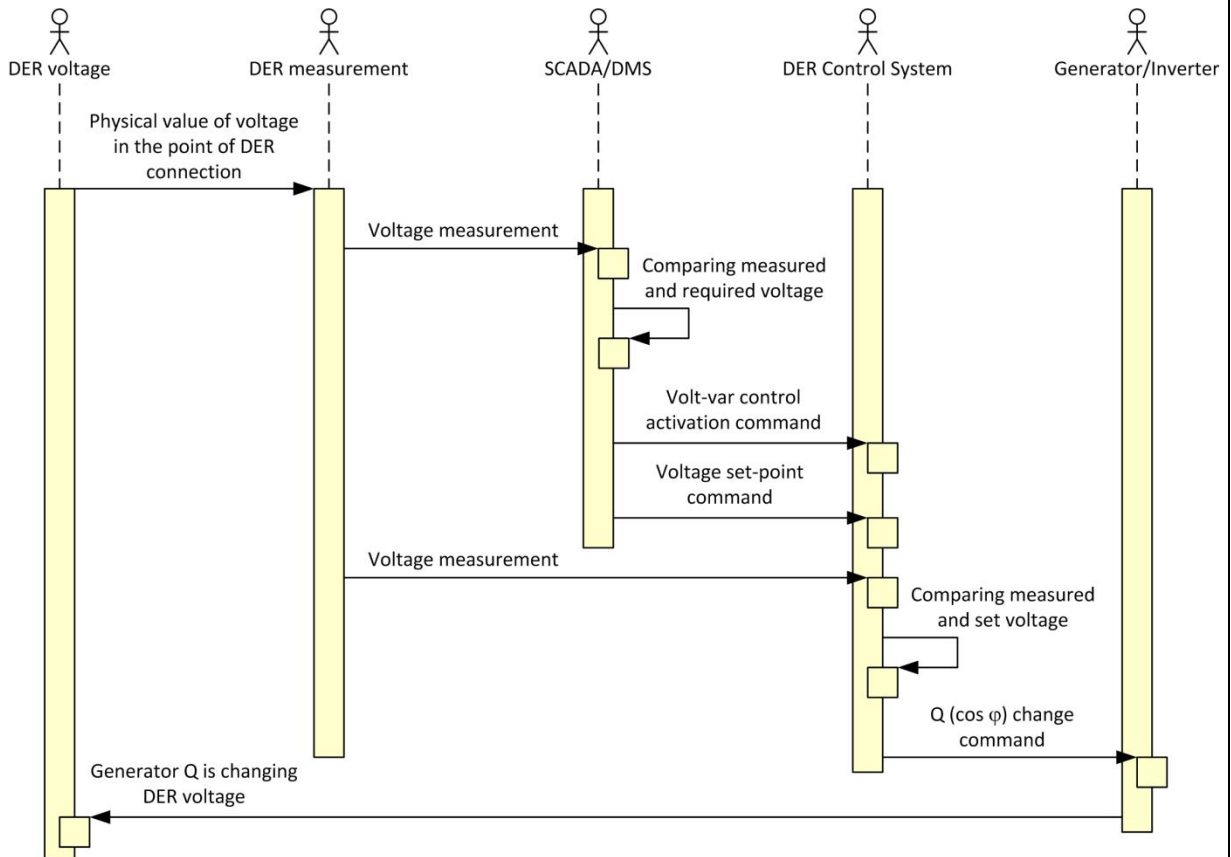 DER voltage
DER measurement
SCADA/DMS
DER Control System
Generator/Inverter
Physical value of voltage
in the point of DER
connection
Voltage measurement
Comparing measured
and required voltage
Volt-var control
activation command
Voltage set-point
command
Voltage measurement
Comparing measured
and set voltage
Q (cos φ) change
command
Generator Q is changing
DER voltage